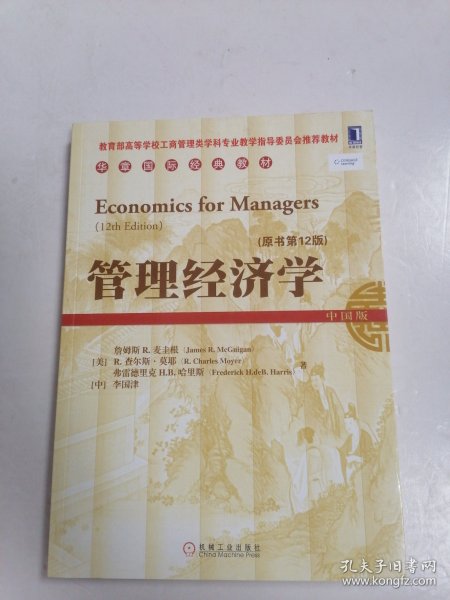 教育部高等学校工商管理类学科专业教学指导委员会推荐教材
华章国际经典教材
Economics for Managers
(12th Edition)
(原书第12版)
管理经济学
中国版
詹姆斯 R. 麦圭根 (James R. McGuigan)
[美] R. 查尔斯·莫耶 (R. Charles Moyer)
弗雷德里克 H.B. 哈里斯 (Frederick H.deB. Harris)
著
[中] 李国津
机械工业出版社
China Machine Press
孔夫子旧书网
www.kongfz.com